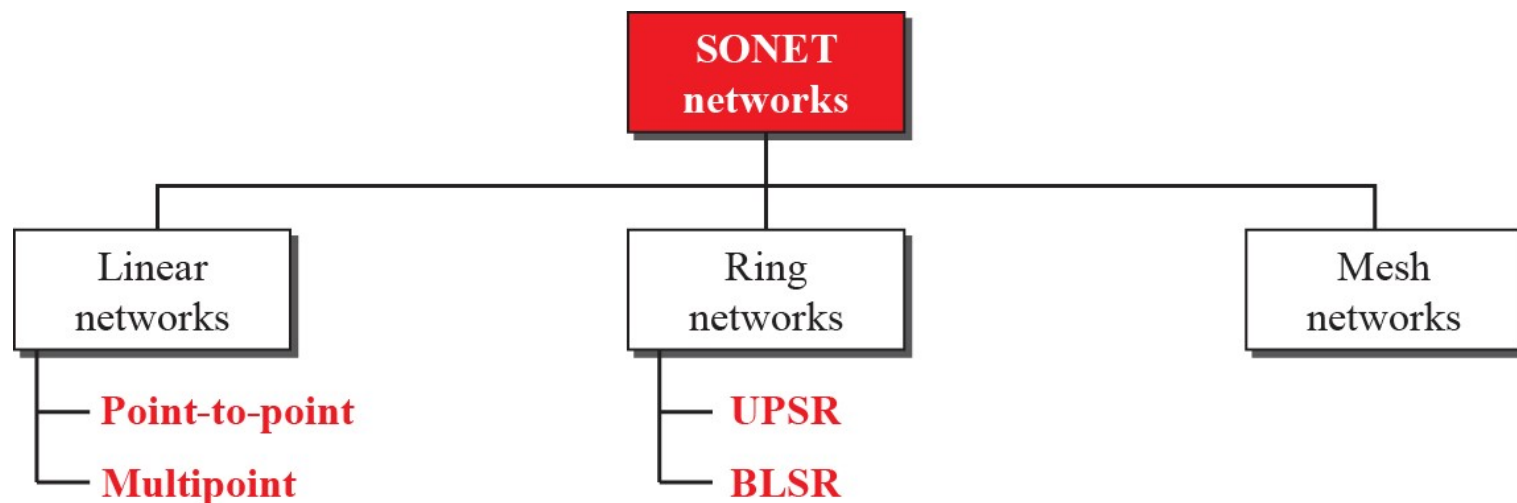 SONET
networks
Linear
networks
Ring
networks
Mesh
networks
Point-to-point
UPSR
Multipoint
BLSR